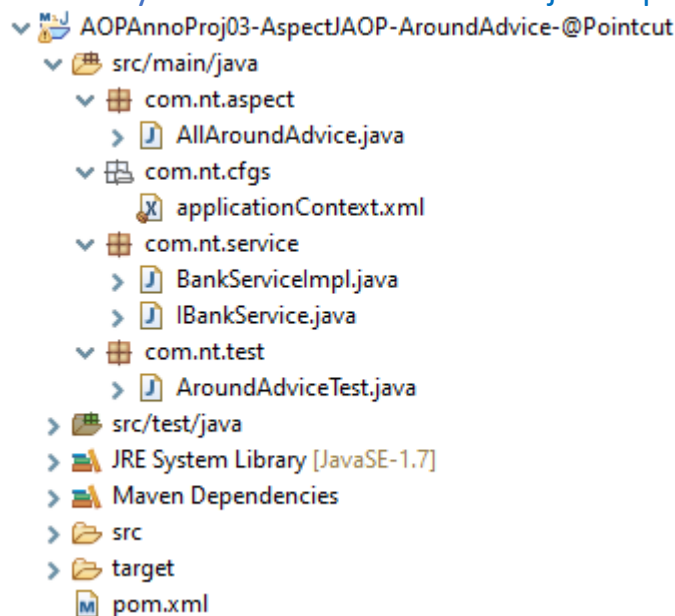 AOPAnnoProj03-AspectJAOP-AroundAdvice-@Pointcut
src/main/java
com.nt.aspect
AllAroundAdvice.java
com.nt.cfgs
applicationContext.xml
com.nt.service
BankServiceImpl.java
IBankService.java
com.nt.test
AroundAdviceTest.java
src/test/java
JRE System Library [JavaSE-1.7]
Maven Dependencies
src
target
pom.xml